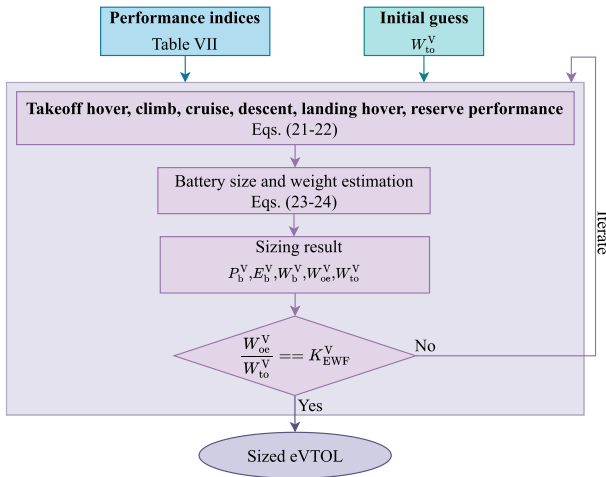 Performance indices
Table VII
Initial guess
W_to^V
Takeoff hover, climb, cruise, descent, landing hover, reserve performance
Eqs. (21-22)
Battery size and weight estimation
Eqs. (23-24)
Sizing result
P_b^V, E_b^V, W_b^V, W_oe^V, W_to^V
W_oe^V / W_to^V == K_EWF^V
No
Iterate
Yes
Sized eVTOL